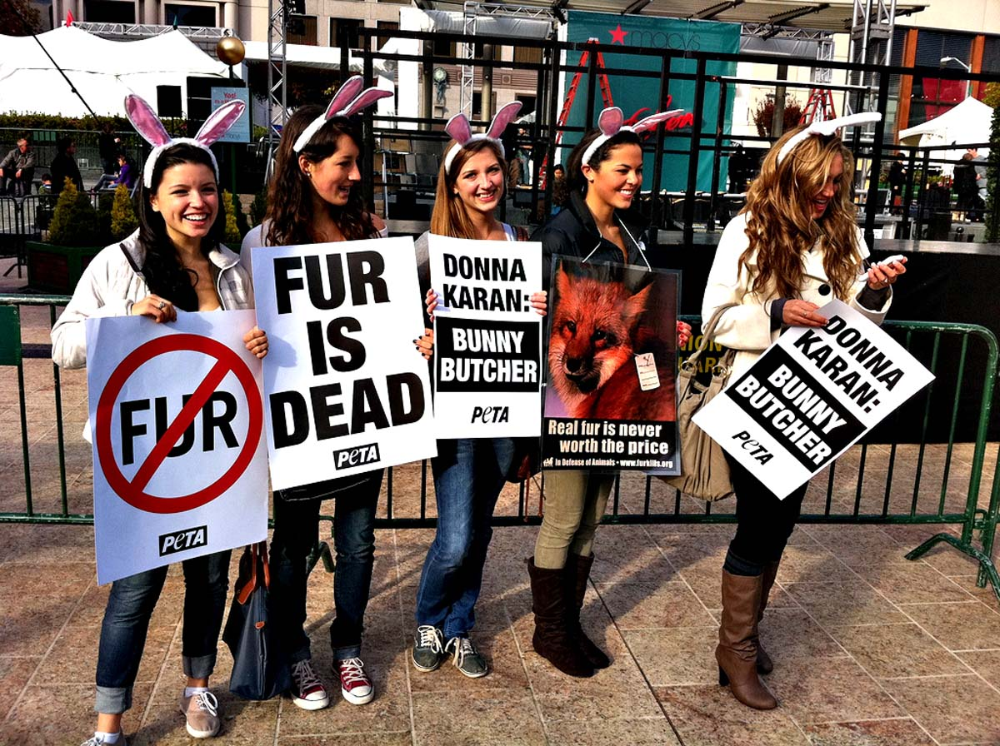 Yes!
macy's
FUR
PETA
FUR
IS
DEAD
PETA
DONNA
KARAN:
BUNNY
BUTCHER
PETA
Real fur is never
worth the price
In Defense of Animals • www.furkills.org
DONNA
KARAN:
BUNNY
BUTCHER
PETA